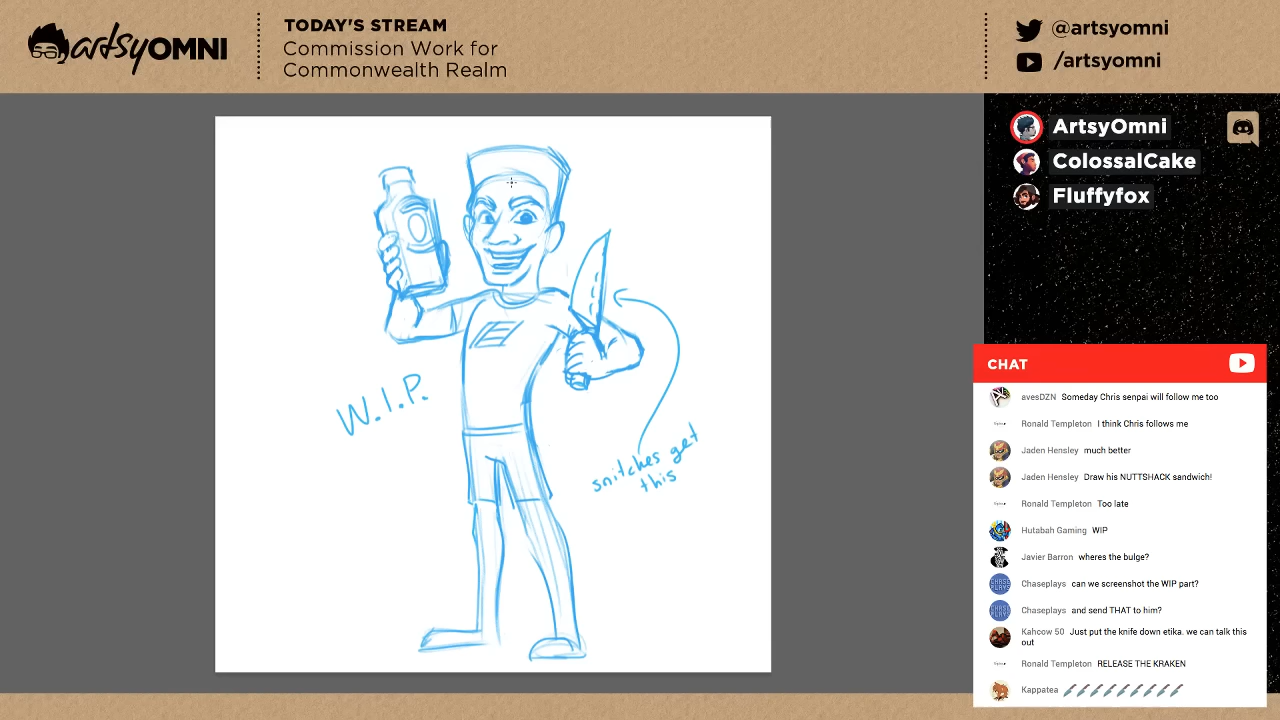 artsyOMNI
TODAY'S STREAM
Commission Work for
Commonwealth Realm
@artsyomni
/artsyomni
ArtsyOmni
ColossalCake
Fluffyfox
W.I.P.
snitches get
this
CHAT
avesDZN Someday Chris senpai will follow me too
Ronald Templeton I think Chris follows me
Jaden Hensley much better
Jaden Hensley Draw his NUTTSHACK sandwich!
Ronald Templeton Too late
Hutabah Gaming WIP
Javier Barron wheres the bulge?
Chaseplays can we screenshot the WIP part?
Chaseplays and send THAT to him?
Kahcow 50 Just put the knife down etika. we can talk this
out
Ronald Templeton RELEASE THE KRAKEN
Kappatea